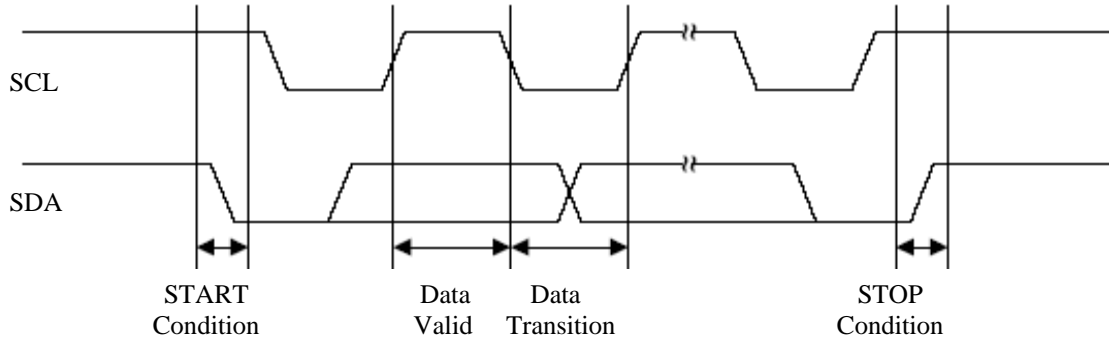 SCL
SDA
START
Condition
Data
Valid
Data
Transition
STOP
Condition